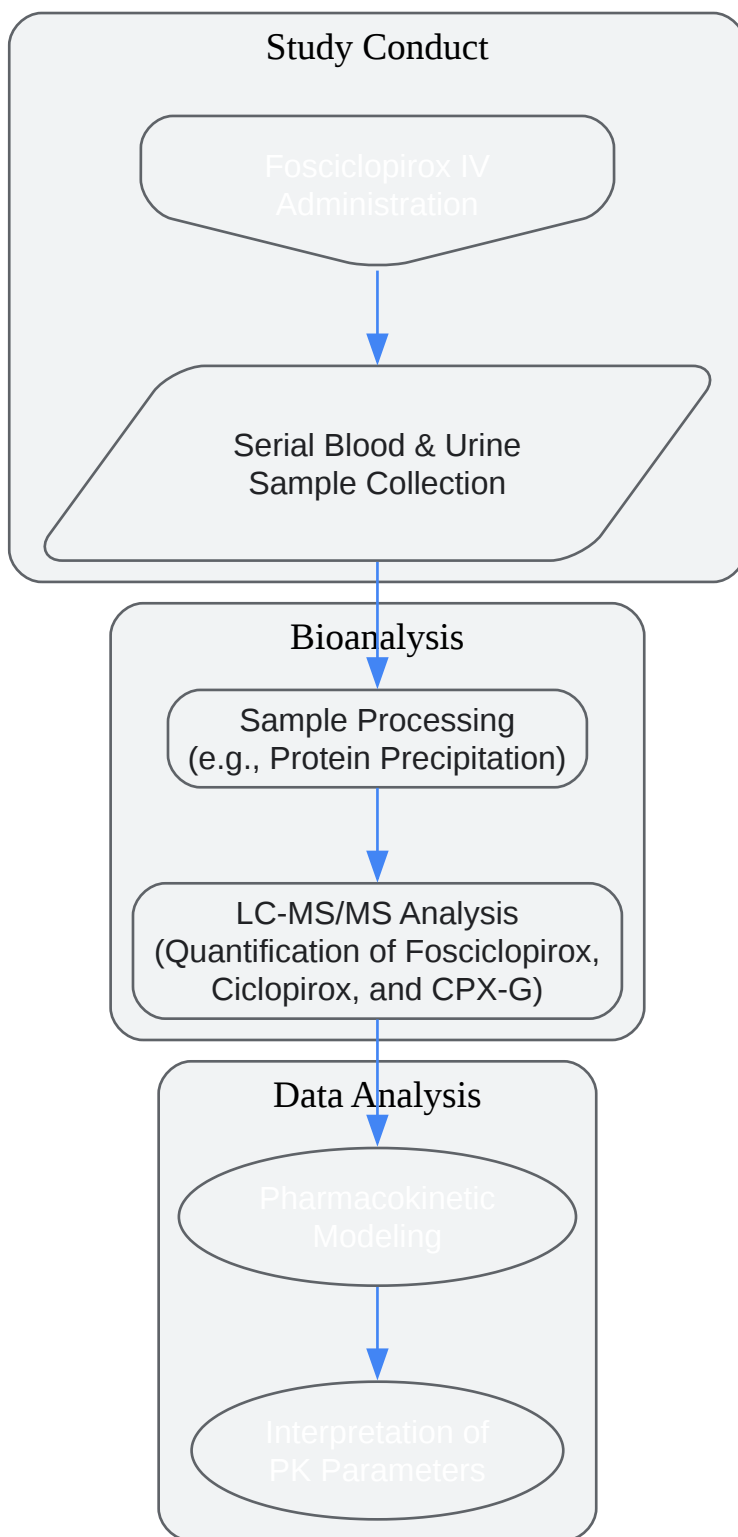 Study Conduct
Fosciclopirox IV
Administration
Serial Blood & Urine
Sample Collection
Bioanalysis
Sample Processing
(e.g., Protein Precipitation)
LC-MS/MS Analysis
(Quantification of Fosciclopirox,
Ciclopirox, and CPX-G)
Data Analysis
Pharmacokinetic
Modeling
Interpretation of
PK Parameters